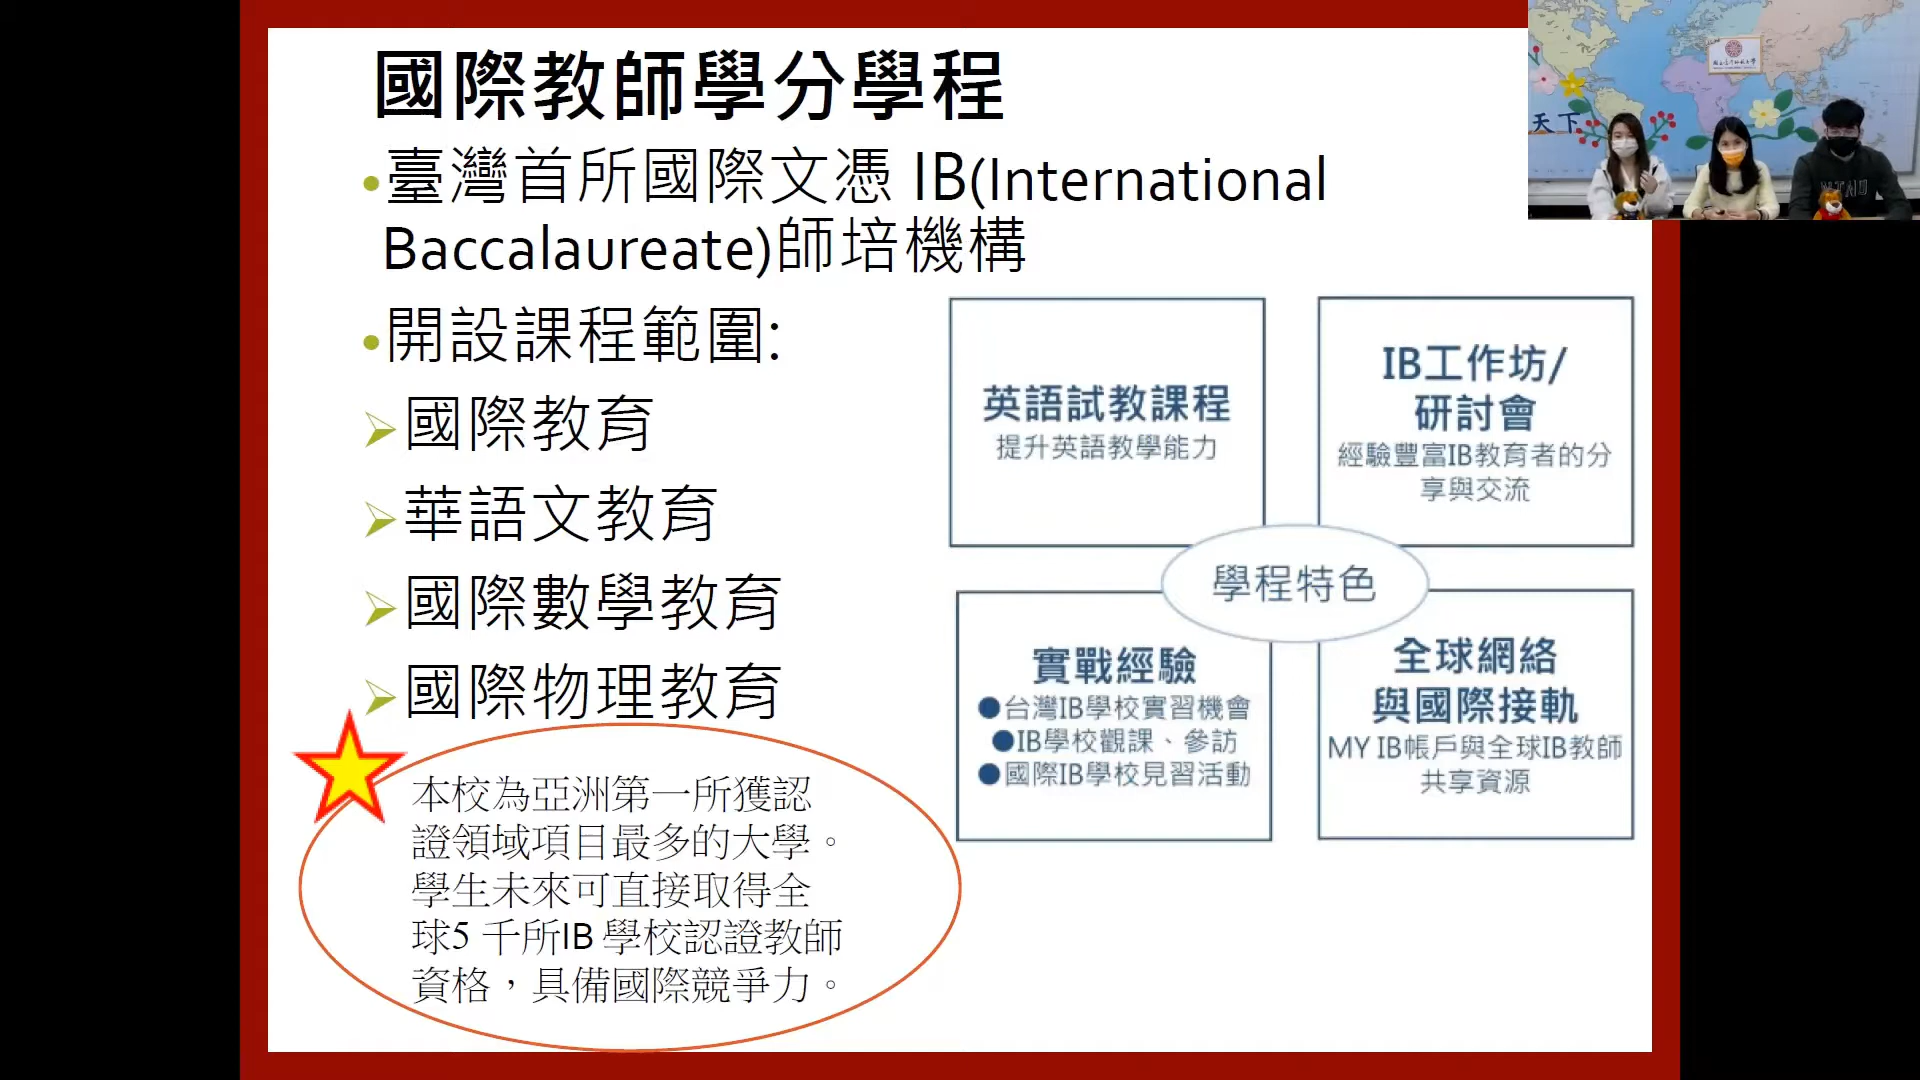 國際教師學分學程
•臺灣首所國際文憑 IB(International
Baccalaureate)師培機構
•開設課程範圍:
國際教育
華語文教育
國際數學教育
國際物理教育
本校為亞洲第一所獲認
證領域項目最多的大學。
學生未來可直接取得全
球5 千所IB 學校認證教師
資格，具備國際競爭力。
英語試教課程
提升英語教學能力
IB工作坊/
研討會
經驗豐富IB教育者的分
享與交流
學程特色
實戰經驗
●台灣IB學校實習機會
●IB學校觀課、參訪
●國際IB學校見習活動
全球網絡
與國際接軌
MY IB帳戶與全球IB教師
共享資源
天下